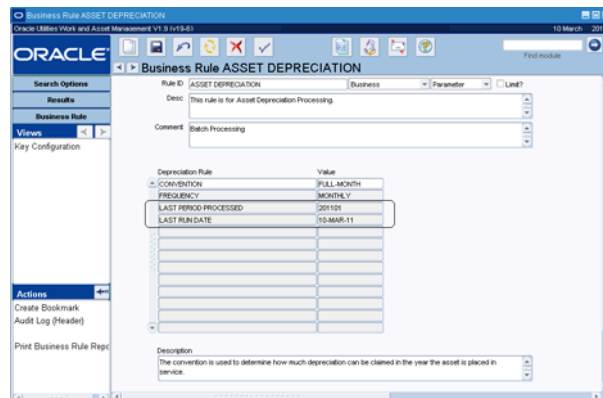 Business Rule ASSET DEPRECIATION
Oracle Utilities Work and Asset Management V1.9 (v19-6)
10 March 201
ORACLE
Business Rule ASSET DEPRECIATION
Find module
Search Options
Results
Business Rule
Views
Key Configuration
Rule ID ASSET DEPRECIATION Business Parameter Limit?
Desc This rule is for Asset Depreciation Processing.
Comment Batch Processing
Depreciation Rule Value
CONVENTION FULL-MONTH
FREQUENCY MONTHLY
LAST PERIOD PROCESSED 201101
LAST RUN DATE 10-MAR-11
Actions
Create Bookmark
Audit Log (Header)
Print Business Rule Repc
Description
The convention is used to determine how much depreciation can be claimed in the year the asset is placed in
service.